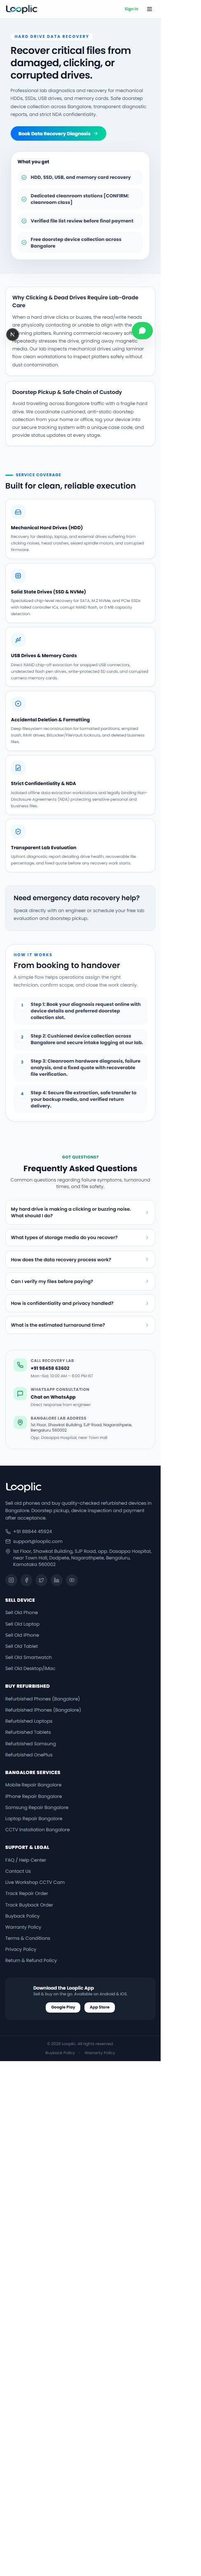 Looplic
Sign In
HARD DRIVE DATA RECOVERY
Recover critical files from
damaged, clicking, or
corrupted drives.
Professional lab diagnostics and recovery for mechanical
HDDs, SSDs, USB drives, and memory cards. Safe doorstep
device collection across Bangalore, transparent diagnostic
reports, and strict NDA confidentiality.
Book Data Recovery Diagnosis
What you get
HDD, SSD, USB, and memory card recovery
Dedicated cleanroom stations [CONFIRM:
cleanroom class]
Verified file list review before final payment
Free doorstep device collection across
Bangalore
Why Clicking & Dead Drives Require Lab-Grade
Care
When a hard drive clicks or buzzes, the read/write heads
are physically contacting or unable to align with the
platters. Running commercial recovery software
repeatedly stresses the drive, grinding away magnetic
media. Our lab inspects mechanical drives using laminar
flow clean workstations to inspect platters safely without
dust contamination.
N
Doorstep Pickup & Safe Chain of Custody
Avoid traveling across Bangalore traffic with a fragile hard
drive. We coordinate cushioned, anti-static doorstep
collection from your home or office, log your device into
our secure tracking system with a unique case code, and
provide status updates at every stage.
SERVICE COVERAGE
Built for clean, reliable execution
Mechanical Hard Drives (HDD)
Recovery for desktop, laptop, and external drives suffering from
clicking noises, head crashes, seized spindle motors, and corrupted
firmware.
Solid State Drives (SSD & NVMe)
Specialized chip-level recovery for SATA, M.2 NVMe, and PCIe SSDs
with failed controller ICs, corrupt NAND flash, or 0 MB capacity
detection.
USB Drives & Memory Cards
Direct NAND chip-off extraction for snapped USB connectors,
undetected flash pen drives, write-protected SD cards, and corrupted
camera memory cards.
Accidental Deletion & Formatting
Deep filesystem reconstruction for formatted partitions, emptied
trash, RAW drives, BitLocker/FileVault lockouts, and deleted business
files.
Strict Confidentiality & NDA
Isolated offline data extraction workstations and legally binding Non-
Disclosure Agreements (NDA) protecting sensitive personal and
business files.
Transparent Lab Evaluation
Upfront diagnostic report detailing drive health, recoverable file
percentage, and fixed quote before any recovery work starts.
Need emergency data recovery help?
Speak directly with an engineer or schedule your free lab
evaluation and doorstep pickup.
HOW IT WORKS
From booking to handover
A simple flow helps operations assign the right
technician, confirm scope, and close the work cleanly.
1
Step 1: Book your diagnosis request online with
device details and preferred doorstep
collection slot.
2
Step 2: Cushioned device collection across
Bangalore and secure intake logging at our lab.
3
Step 3: Cleanroom hardware diagnosis, failure
analysis, and a fixed quote with recoverable
file verification.
4
Step 4: Secure file extraction, safe transfer to
your backup media, and verified return
delivery.
GOT QUESTIONS?
Frequently Asked Questions
Common questions regarding failure symptoms, turnaround
times, and file safety.
My hard drive is making a clicking or buzzing noise.
What should I do?
What types of storage media do you recover?
How does the data recovery process work?
Can I verify my files before paying?
How is confidentiality and privacy handled?
What is the estimated turnaround time?
CALL RECOVERY LAB
+91 98458 03602
Mon–Sat: 10:00 AM – 8:00 PM IST
WHATSAPP CONSULTATION
Chat on WhatsApp
Direct response from engineer
BANGALORE LAB ADDRESS
1st Floor, Showkat Building, SJP Road, Nagarathpete,
Bengaluru 560002
Opp. Dasappa Hospital, near Town Hall
Looplic
Sell old phones and buy quality-checked refurbished devices in
Bangalore. Doorstep pickup, device inspection and payment
after acceptance.
+91 88844 45924
support@looplic.com
1st Floor, Showkat Building, SJP Road, opp. Dasappa Hospital,
near Town Hall, Dodpete, Nagarathpete, Bengaluru,
Karnataka 560002
SELL DEVICE
Sell Old Phone
Sell Old Laptop
Sell Old iPhone
Sell Old Tablet
Sell Old Smartwatch
Sell Old Desktop/iMac
BUY REFURBISHED
Refurbished Phones (Bangalore)
Refurbished iPhones (Bangalore)
Refurbished Laptops
Refurbished Tablets
Refurbished Samsung
Refurbished OnePlus
BANGALORE SERVICES
Mobile Repair Bangalore
iPhone Repair Bangalore
Samsung Repair Bangalore
Laptop Repair Bangalore
CCTV Installation Bangalore
SUPPORT & LEGAL
FAQ / Help Center
Contact Us
Live Workshop CCTV Cam
Track Repair Order
Track Buyback Order
Buyback Policy
Warranty Policy
Terms & Conditions
Privacy Policy
Return & Refund Policy
Download the Looplic App
Sell & buy on the go. Available on Android & iOS.
Google Play
App Store
Looplic. All rights reserved.
Buyback Policy
Warranty Policy